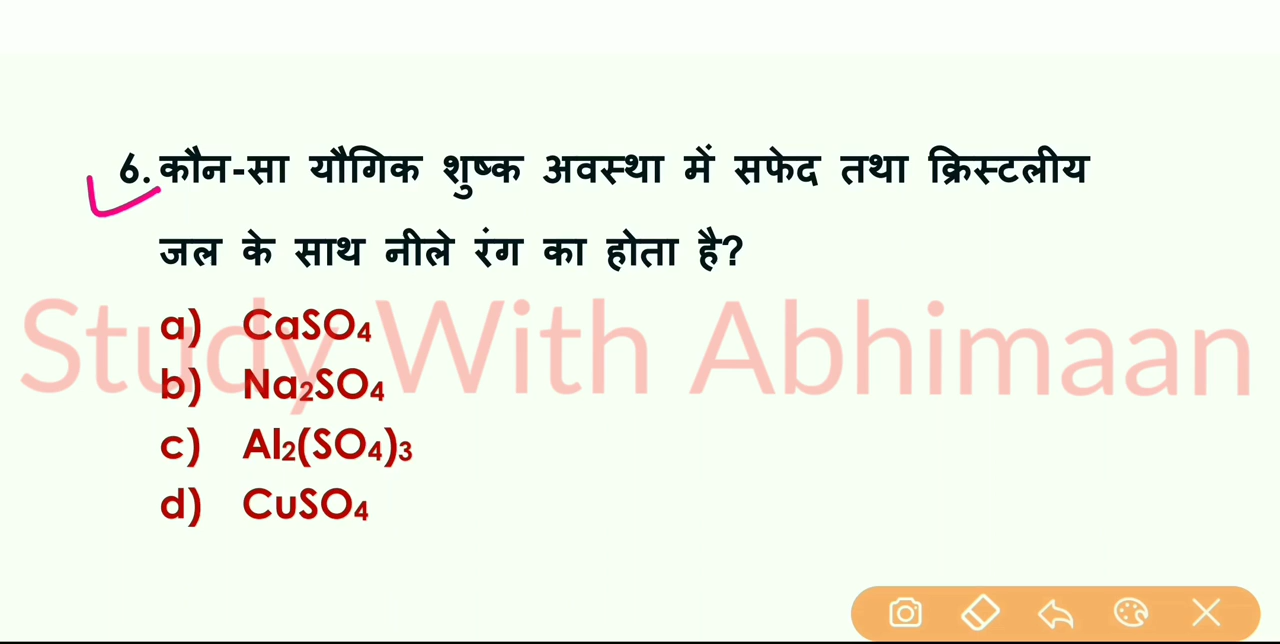 6. कौन-सा यौगिक शुष्क अवस्था में सफेद तथा क्रिस्टलीय
जल के साथ नीले रंग का होता है?
Study With Abhimaan
a) CaSO₄
b) Na₂SO₄
c) Al₂(SO₄)₃
d) CuSO₄